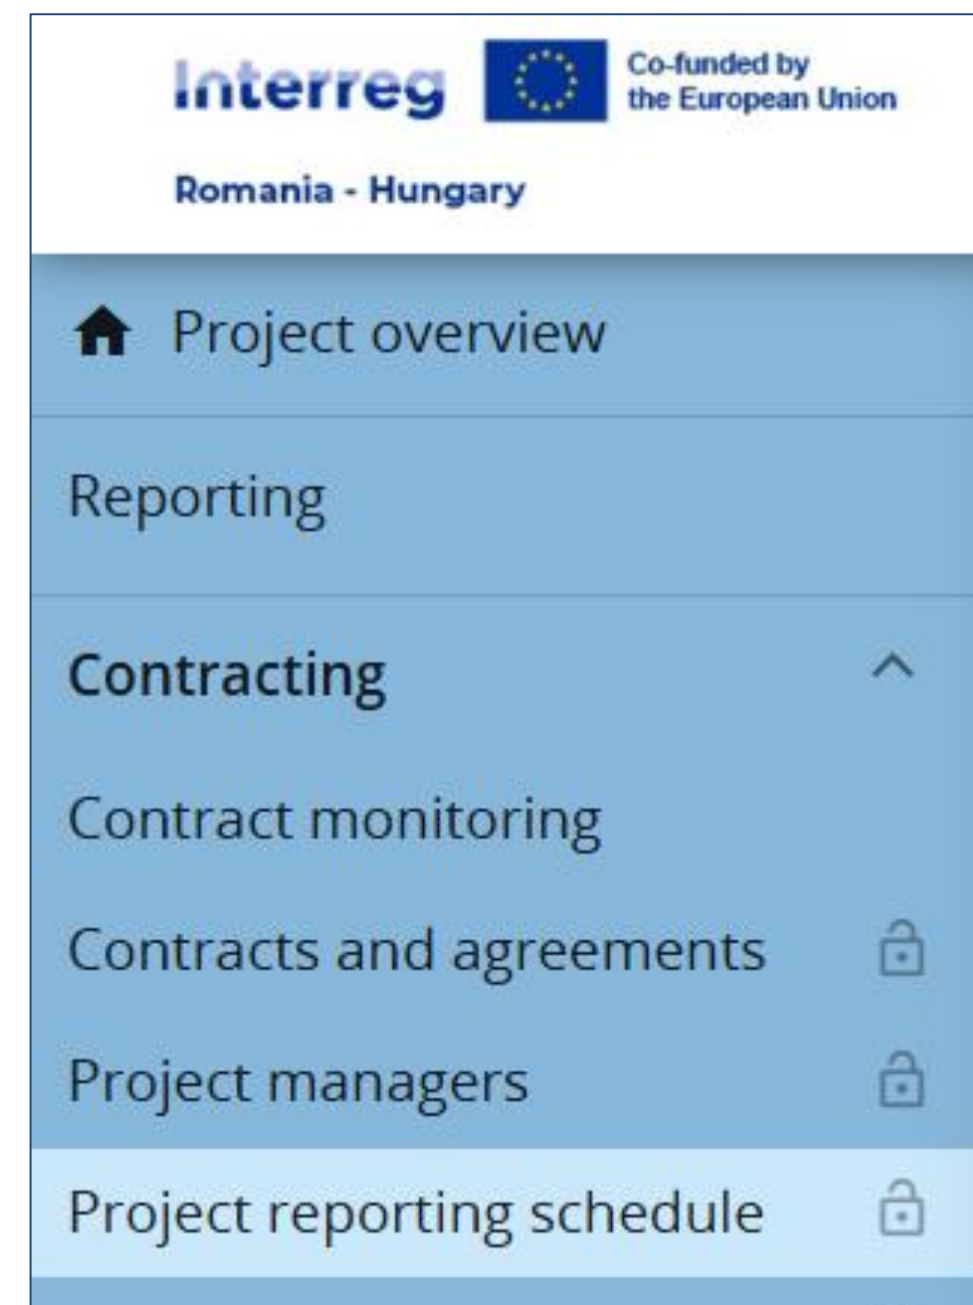 Interreg
Co-funded by
the European Union
Romania - Hungary
Project overview
Reporting
Contracting
Contract monitoring
Contracts and agreements
Project managers
Project reporting schedule